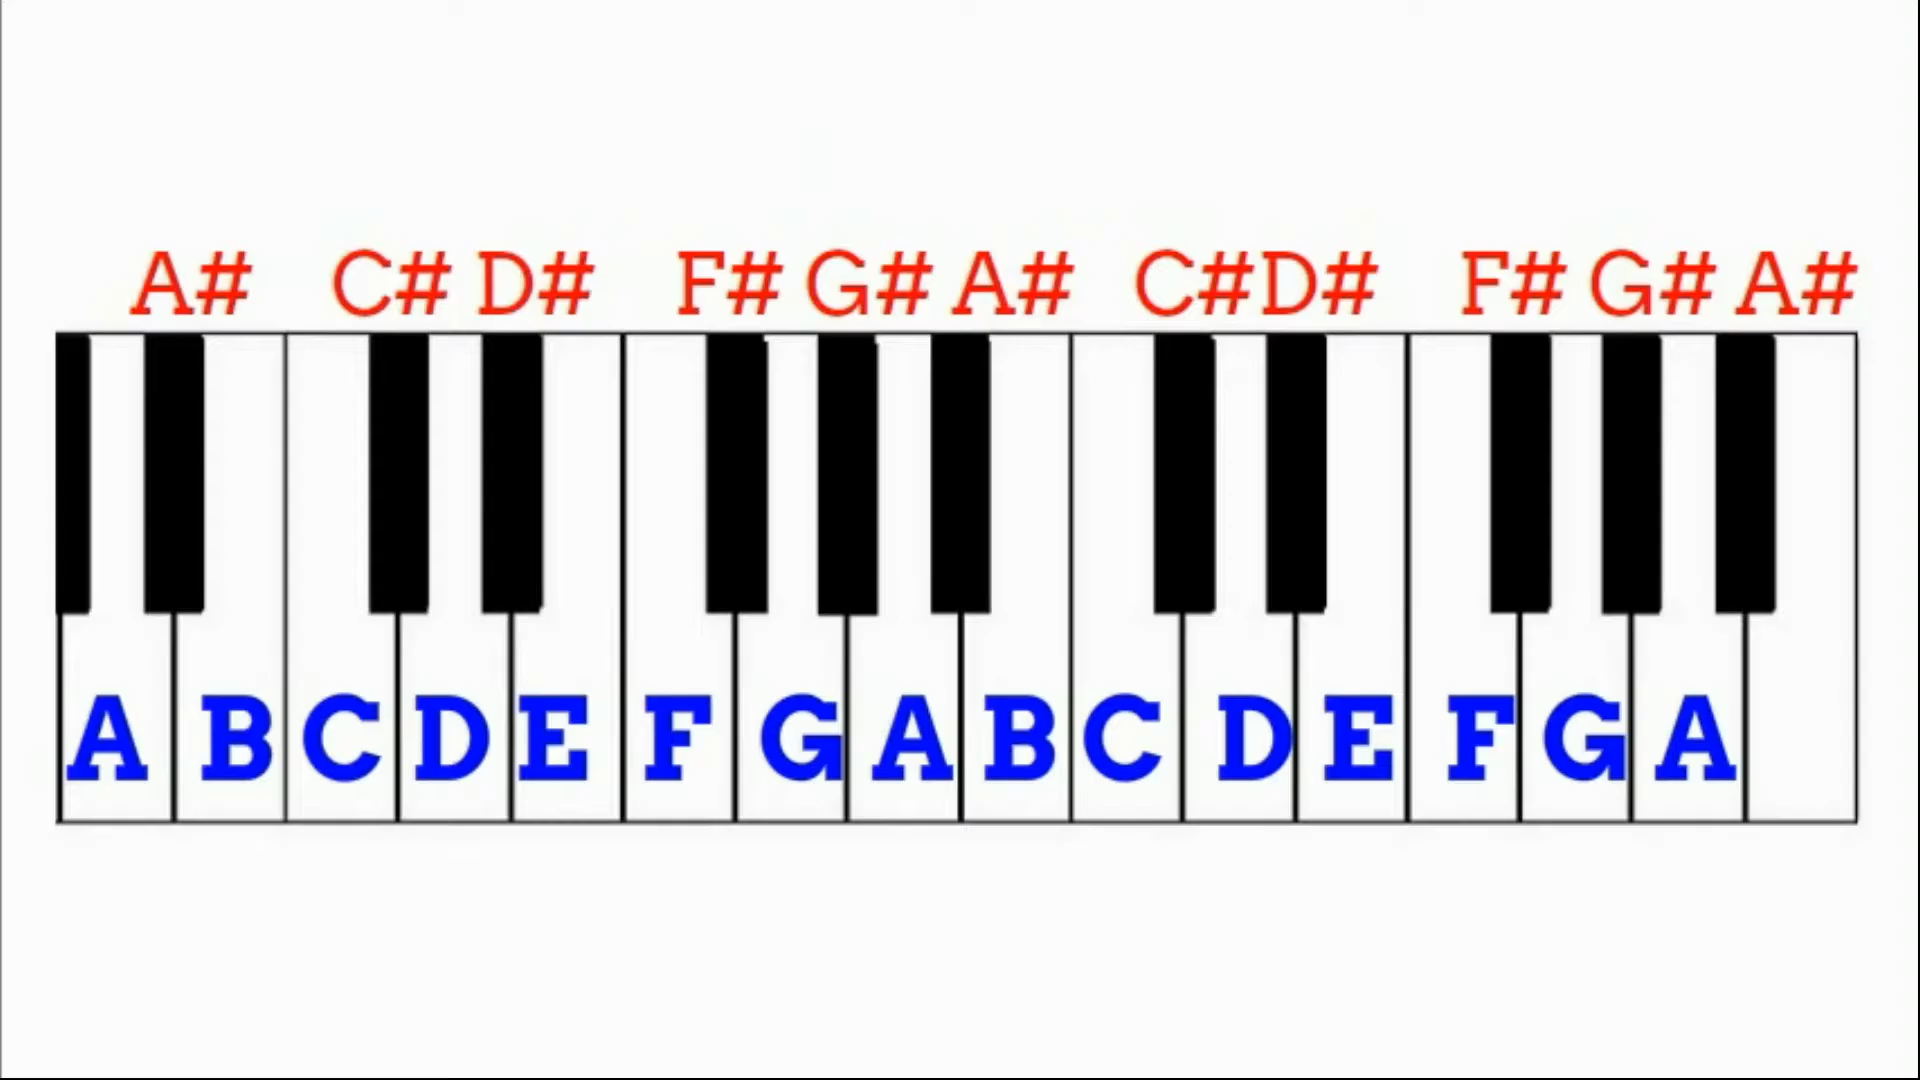 A# C# D# F# G# A# C# D# F# G# A#
A B C D E F G A B C D E F G A